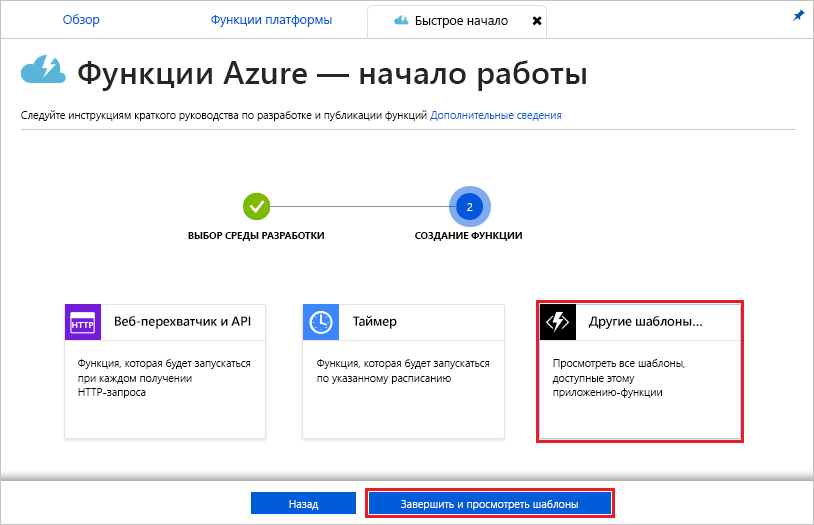 Обзор
Функции платформы
Быстрое начало
Функции Azure — начало работы
Следуйте инструкциям краткого руководства по разработке и публикации функций Дополнительные сведения
2
ВЫБОР СРЕДЫ РАЗРАБОТКИ
СОЗДАНИЕ ФУНКЦИИ
HTTP
Веб-перехватчик и API
Функция, которая будет запускаться
при каждом получении
HTTP-запроса
Таймер
Функция, которая будет запускаться
по указанному расписанию
Другие шаблоны...
Просмотреть все шаблоны,
доступные этому
приложению-функции
Назад
Завершить и просмотреть шаблоны